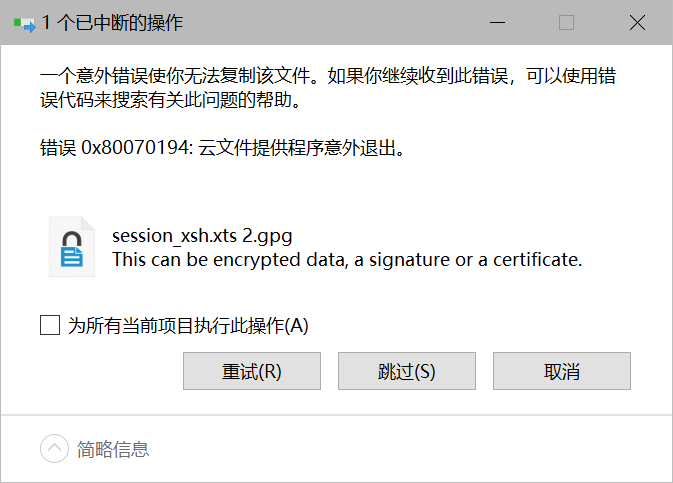 1 个已中断的操作
一个意外错误使你无法复制该文件。如果你继续收到此错误，可以使用错
误代码来搜索有关此问题的帮助。
错误 0x80070194: 云文件提供程序意外退出。
session_xsh.xts 2.gpg
This can be encrypted data, a signature or a certificate.
为所有当前项目执行此操作(A)
重试(R)
跳过(S)
取消
简略信息